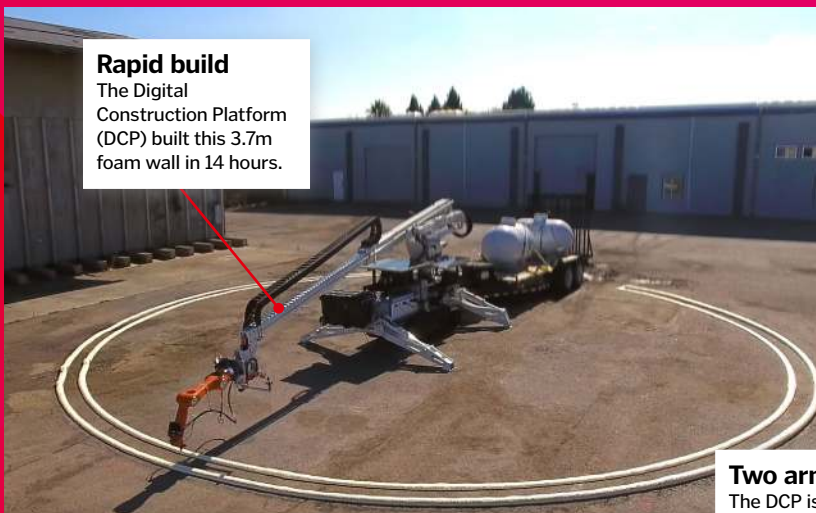 Rapid build
The Digital
Construction Platform
(DCP) built this 3.7m
foam wall in 14 hours.
Two
The DCP is